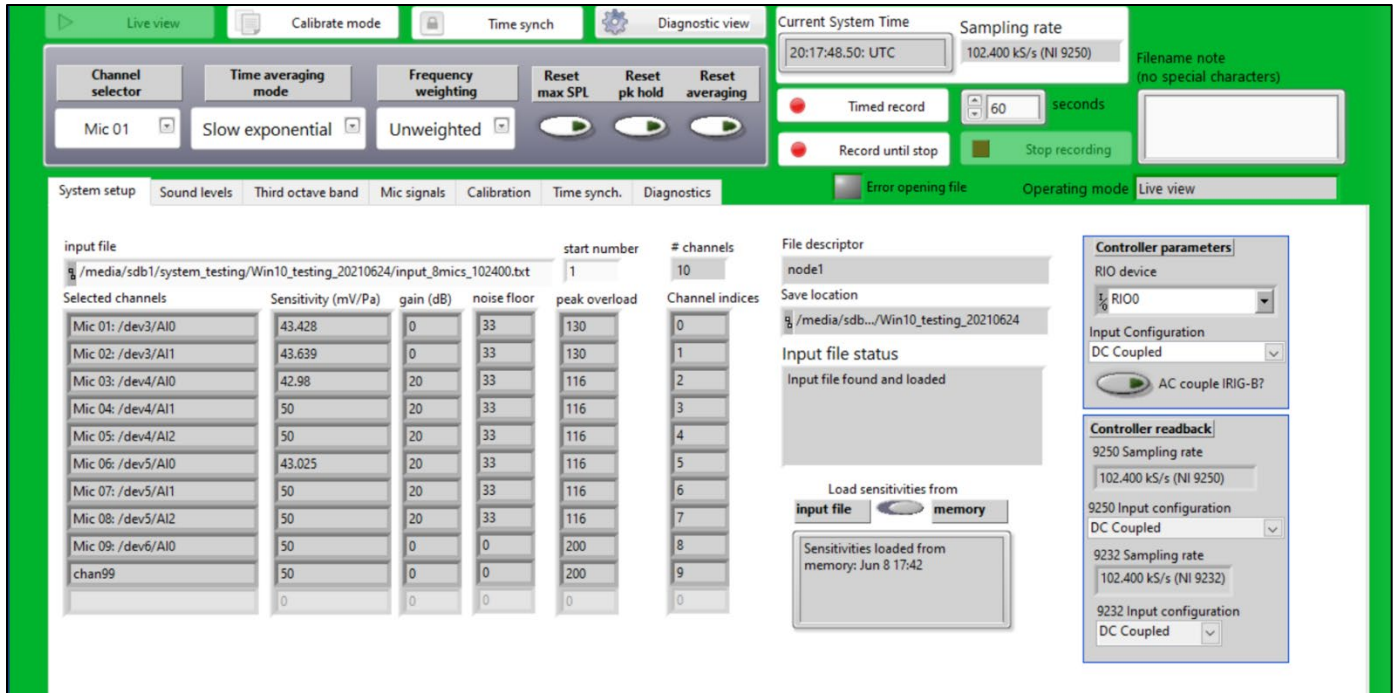 Live view
Calibrate mode
Time synch
Diagnostic view
Current System Time
20:17:48.50: UTC
Sampling rate
102.400 kS/s (NI 9250)
Filename note
(no special characters)
Channel
selector
Mic 01
Time averaging
mode
Slow exponential
Frequency
weighting
Unweighted
Reset
max SPL
Reset
pk hold
Reset
averaging
Timed record
60
seconds
Record until stop
Stop recording
Error opening file
Operating mode
Live view
System setup
Sound levels
Third octave band
Mic signals
Calibration
Time synch.
Diagnostics
input file
/media/sdb1/system_testing/Win10_testing_20210624/input_8mics_102400.txt
start number
1
# channels
10
Selected channels Sensitivity (mV/Pa) gain (dB) noise floor peak overload Channel indices
Mic 01: /dev3/AI0 43.428 0 33 130 0
Mic 02: /dev3/AI1 43.639 0 33 130 1
Mic 03: /dev4/AI0 42.98 20 33 116 2
Mic 04: /dev4/AI1 50 20 33 116 3
Mic 05: /dev4/AI2 50 20 33 116 4
Mic 06: /dev5/AI0 43.025 20 33 116 5
Mic 07: /dev5/AI1 50 20 33 116 6
Mic 08: /dev5/AI2 50 20 33 116 7
Mic 09: /dev6/AI0 50 0 0 200 8
chan99 50 0 0 200 9
0 0 0 0 0
File descriptor
node1
Save location
/media/sdb.../Win10_testing_20210624
Input file status
Input file found and loaded
Load sensitivities from
input file
memory
Sensitivities loaded from
memory: Jun 8 17:42
Controller parameters
RIO device
I/O RIO0
Input Configuration
DC Coupled
AC couple IRIG-B?
Controller readback
9250 Sampling rate
102.400 kS/s (NI 9250)
9250 Input configuration
DC Coupled
9232 Sampling rate
102.400 kS/s (NI 9232)
9232 Input configuration
DC Coupled